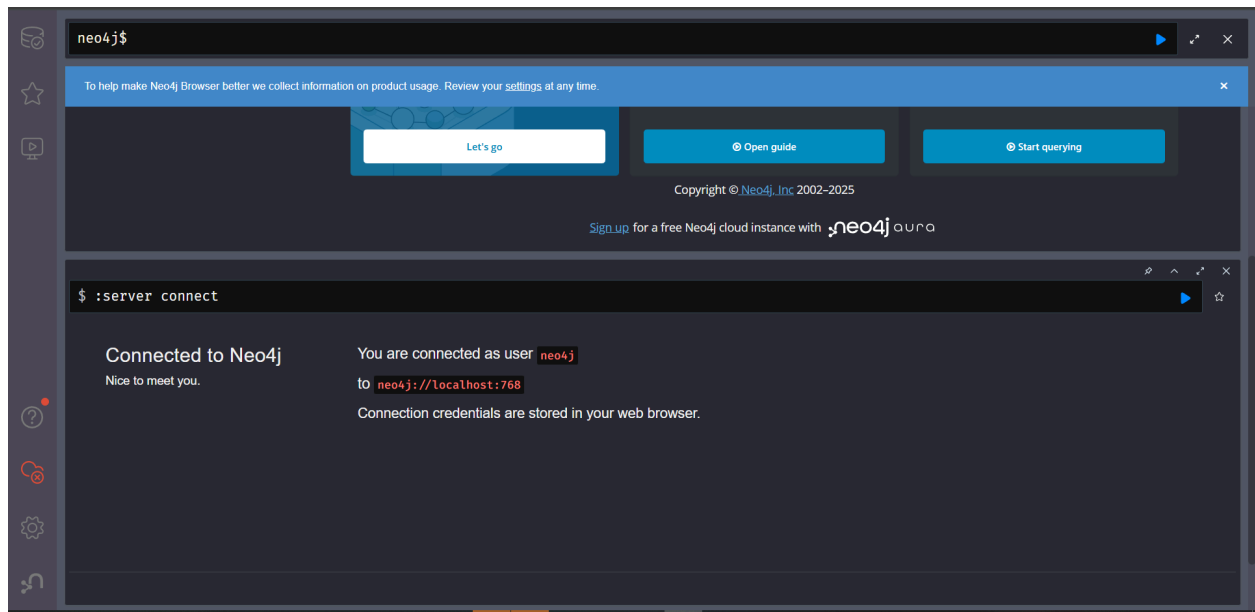 neo4j$
To help make Neo4j Browser better we collect information on product usage. Review your settings at any time.
Let's go
Open guide
Start querying
Copyright © Neo4j, Inc 2002–2025
Sign up for a free Neo4j cloud instance with neo4j aura
$ :server connect
Connected to Neo4j
Nice to meet you.
You are connected as user neo4j
to neo4j://localhost:768
Connection credentials are stored in your web browser.